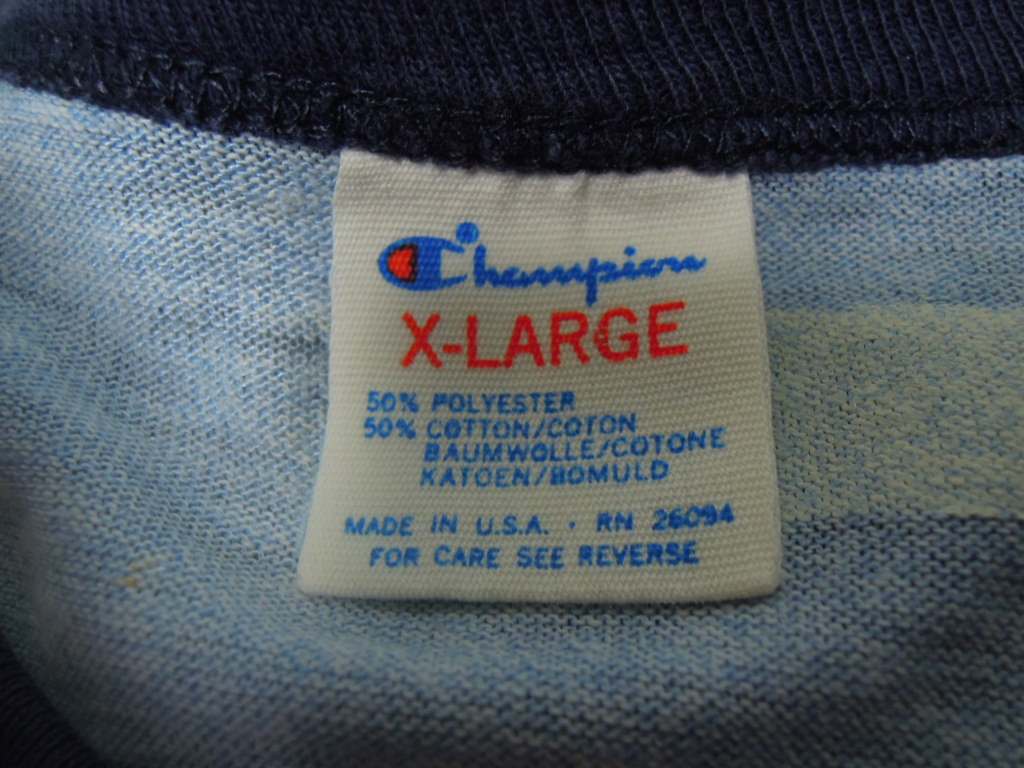 Champion®
X-LARGE
50% POLYESTER
50% COTTON/COTON
BAUMWOLLE/COTONE
KATOEN/BOMULD
MADE IN U.S.A. · RN 26094
FOR CARE SEE REVERSE